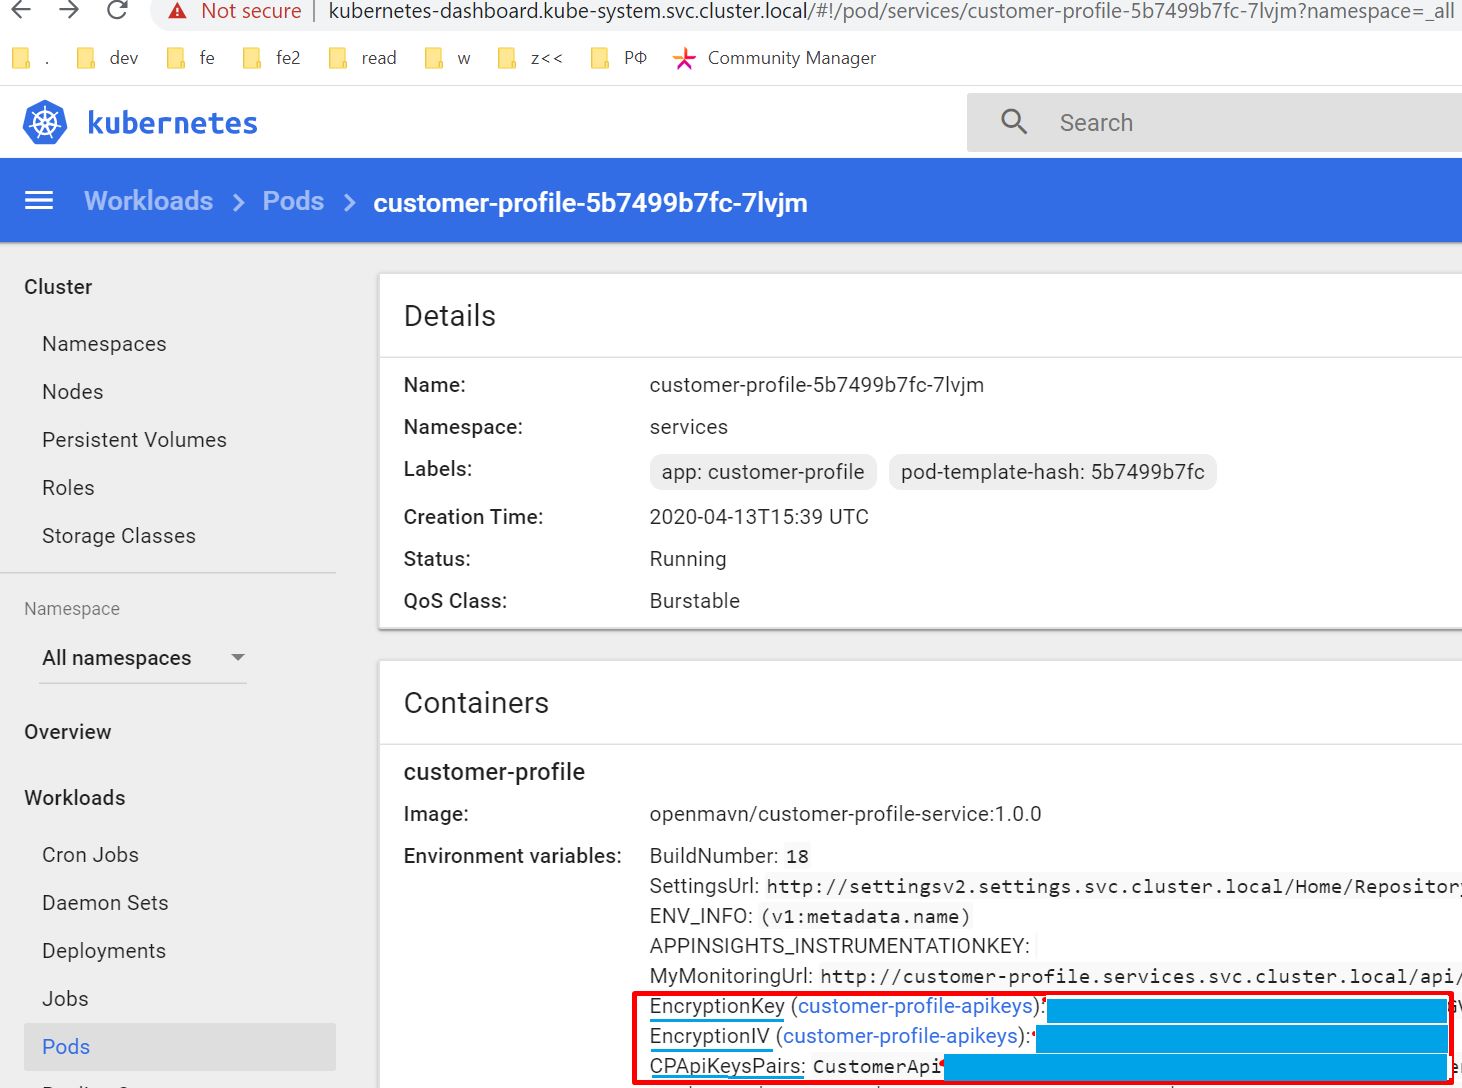 Not secure | kubernetes-dashboard.kube-system.svc.cluster.local/#!/pod/services/customer-profile-5b7499b7fc-7lvjm?namespace=_all
. dev fe fe2 read w z<< РФ Community Manager
kubernetes Search
Workloads > Pods > customer-profile-5b7499b7fc-7lvjm
Cluster
Namespaces
Nodes
Persistent Volumes
Roles
Storage Classes
Namespace
All namespaces
Overview
Workloads
Cron Jobs
Daemon Sets
Deployments
Jobs
Pods
Details
Name: customer-profile-5b7499b7fc-7lvjm
Namespace: services
Labels: app: customer-profile pod-template-hash: 5b7499b7fc
Creation Time: 2020-04-13T15:39 UTC
Status: Running
QoS Class: Burstable
Containers
customer-profile
Image: openmavn/customer-profile-service:1.0.0
Environment variables: BuildNumber: 18
SettingsUrl: http://settingsv2.settings.svc.cluster.local/Home/Repository
ENV_INFO: (v1:metadata.name)
APPINSIGHTS_INSTRUMENTATIONKEY:
MyMonitoringUrl: http://customer-profile.services.svc.cluster.local/api/
EncryptionKey (customer-profile-apikeys):
EncryptionIV (customer-profile-apikeys):
CPApiKeysPairs: CustomerApi